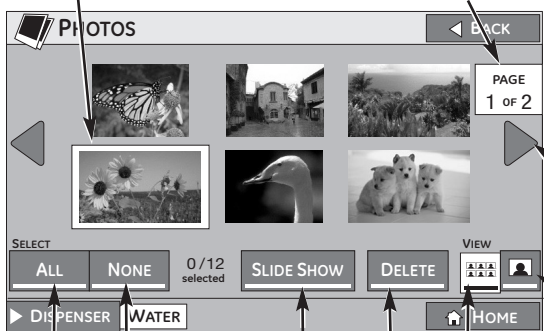 PHOTOS
BACK
PAGE
1 OF 2
SELECT
VIEW
ALL
NONE
0/12
selected
SLIDE SHOW
DELETE
DISPENSER
WATER
HOME